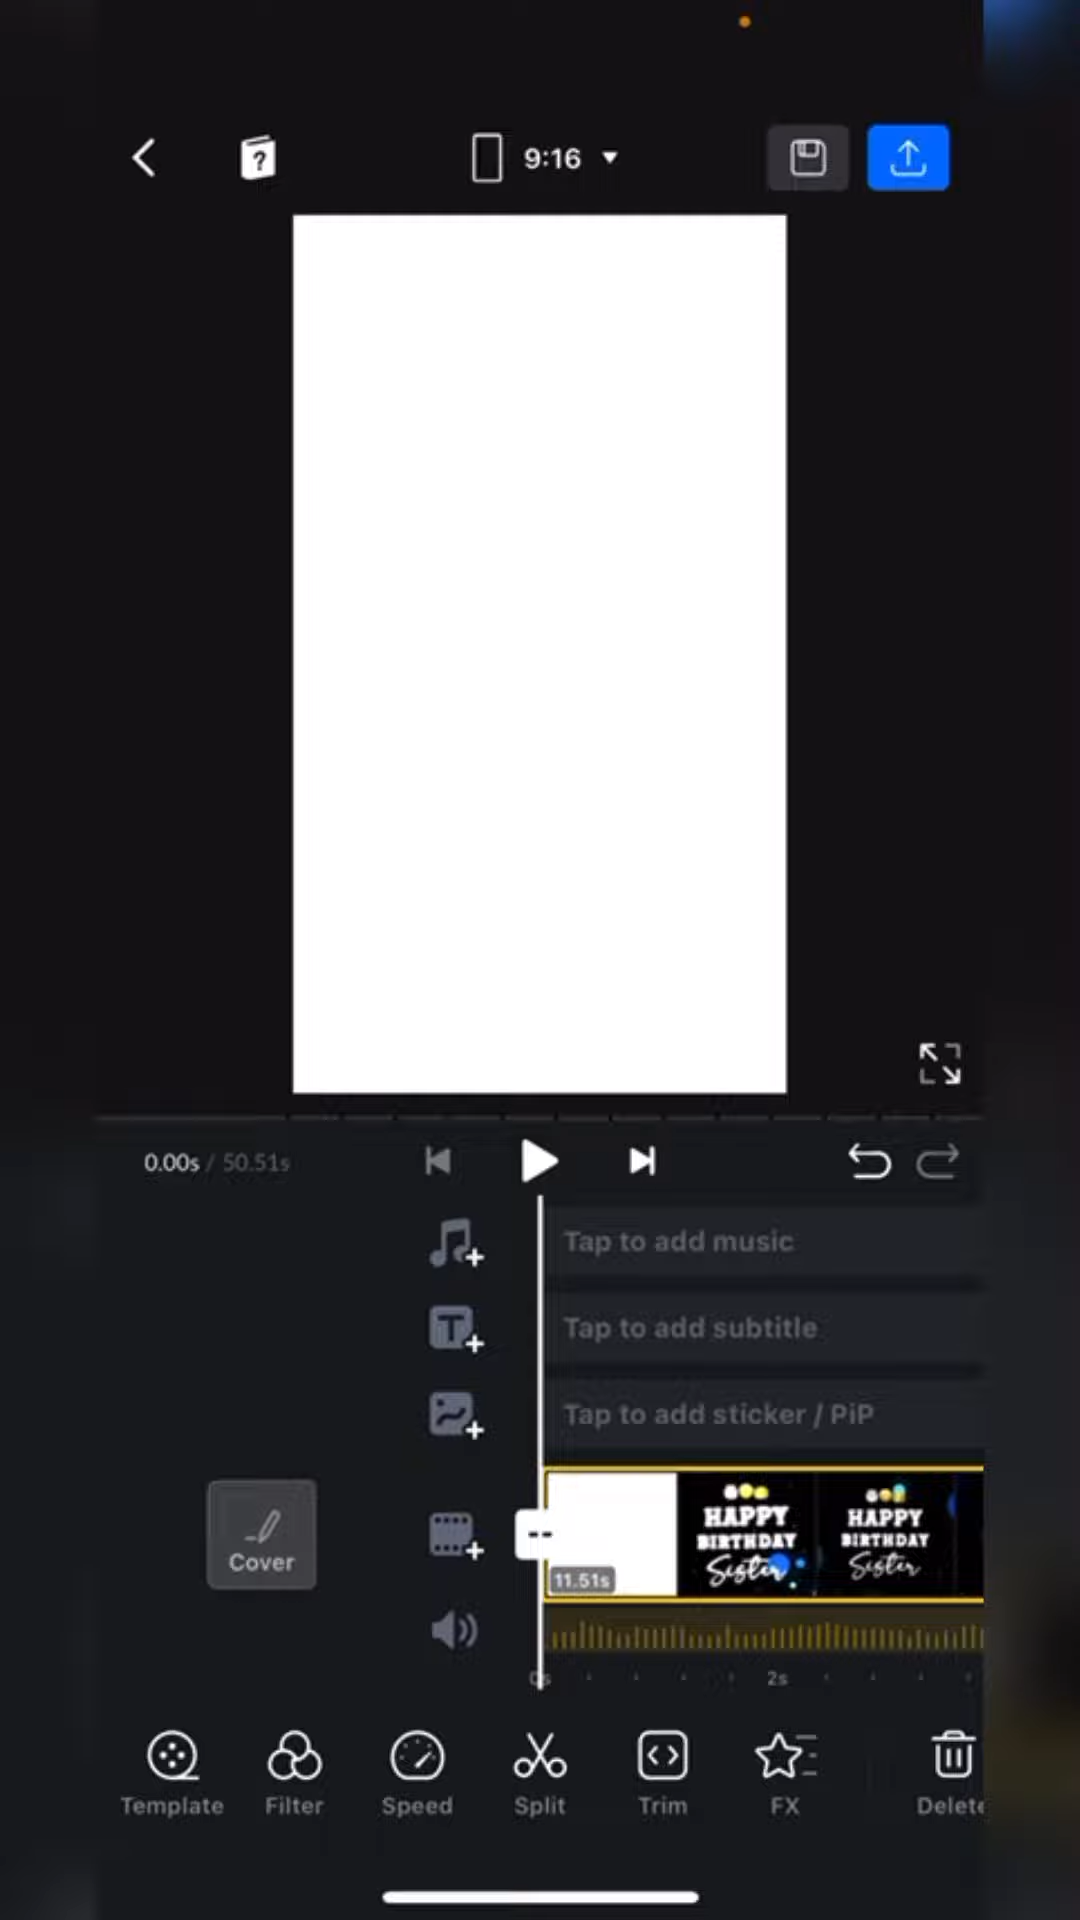 ?
9:16
0.00s / 50.51s
Tap to add music
Tap to add subtitle
T
Tap to add sticker / PiP
Cover
11.51s
HAPPY
BIRTHDAY
Sister
HAPPY
BIRTHDAY
Sister
0s
2s
Template
Filter
Speed
Split
Trim
FX
Delete